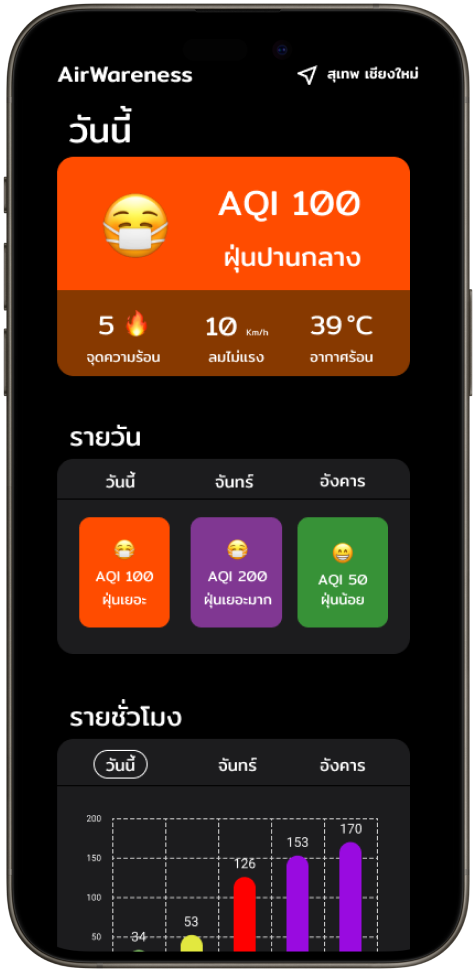 AirWareness
สุเทพ เชียงใหม่
วันนี้
AQI 100
ฝุ่นปานกลาง
5 10 Km/h 39 °C
จุดความร้อน ลมไม่แรง อากาศร้อน
รายวัน
วันนี้ จันทร์ อังคาร
AQI 100 AQI 200 AQI 50
ฝุ่นเยอะ ฝุ่นเยอะมาก ฝุ่นน้อย
รายชั่วโมง
วันนี้ จันทร์ อังคาร
200
170
150
153
126
100
53
50
34